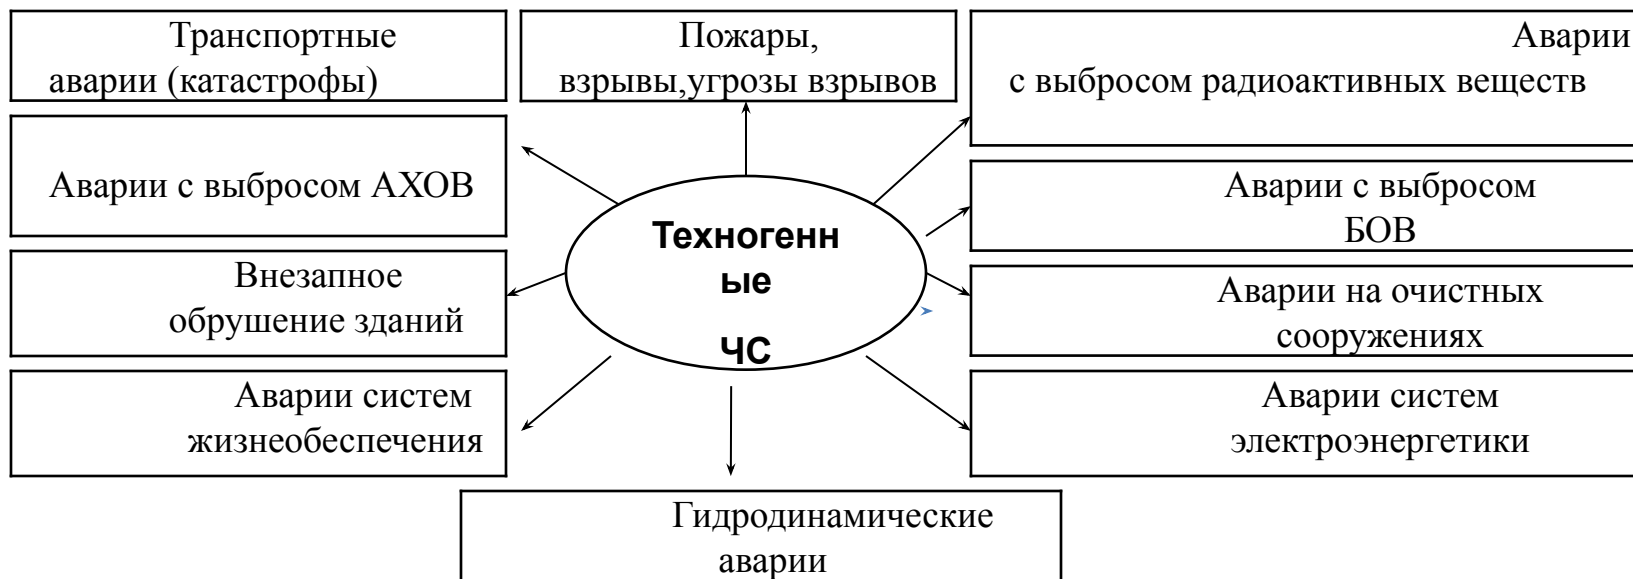 Транспортные
аварии (катастрофы)
Пожары,
взрывы,угрозы взрывов
Аварии
с выбросом радиоактивных веществ
Аварии с выбросом АХОВ
Аварии с выбросом
БОВ
Техногенн
ые
ЧС
Внезапное
обрушение зданий
Аварии на очистных
сооружениях
Аварии систем
жизнеобеспечения
Аварии систем
электроэнергетики
Гидродинамические
аварии